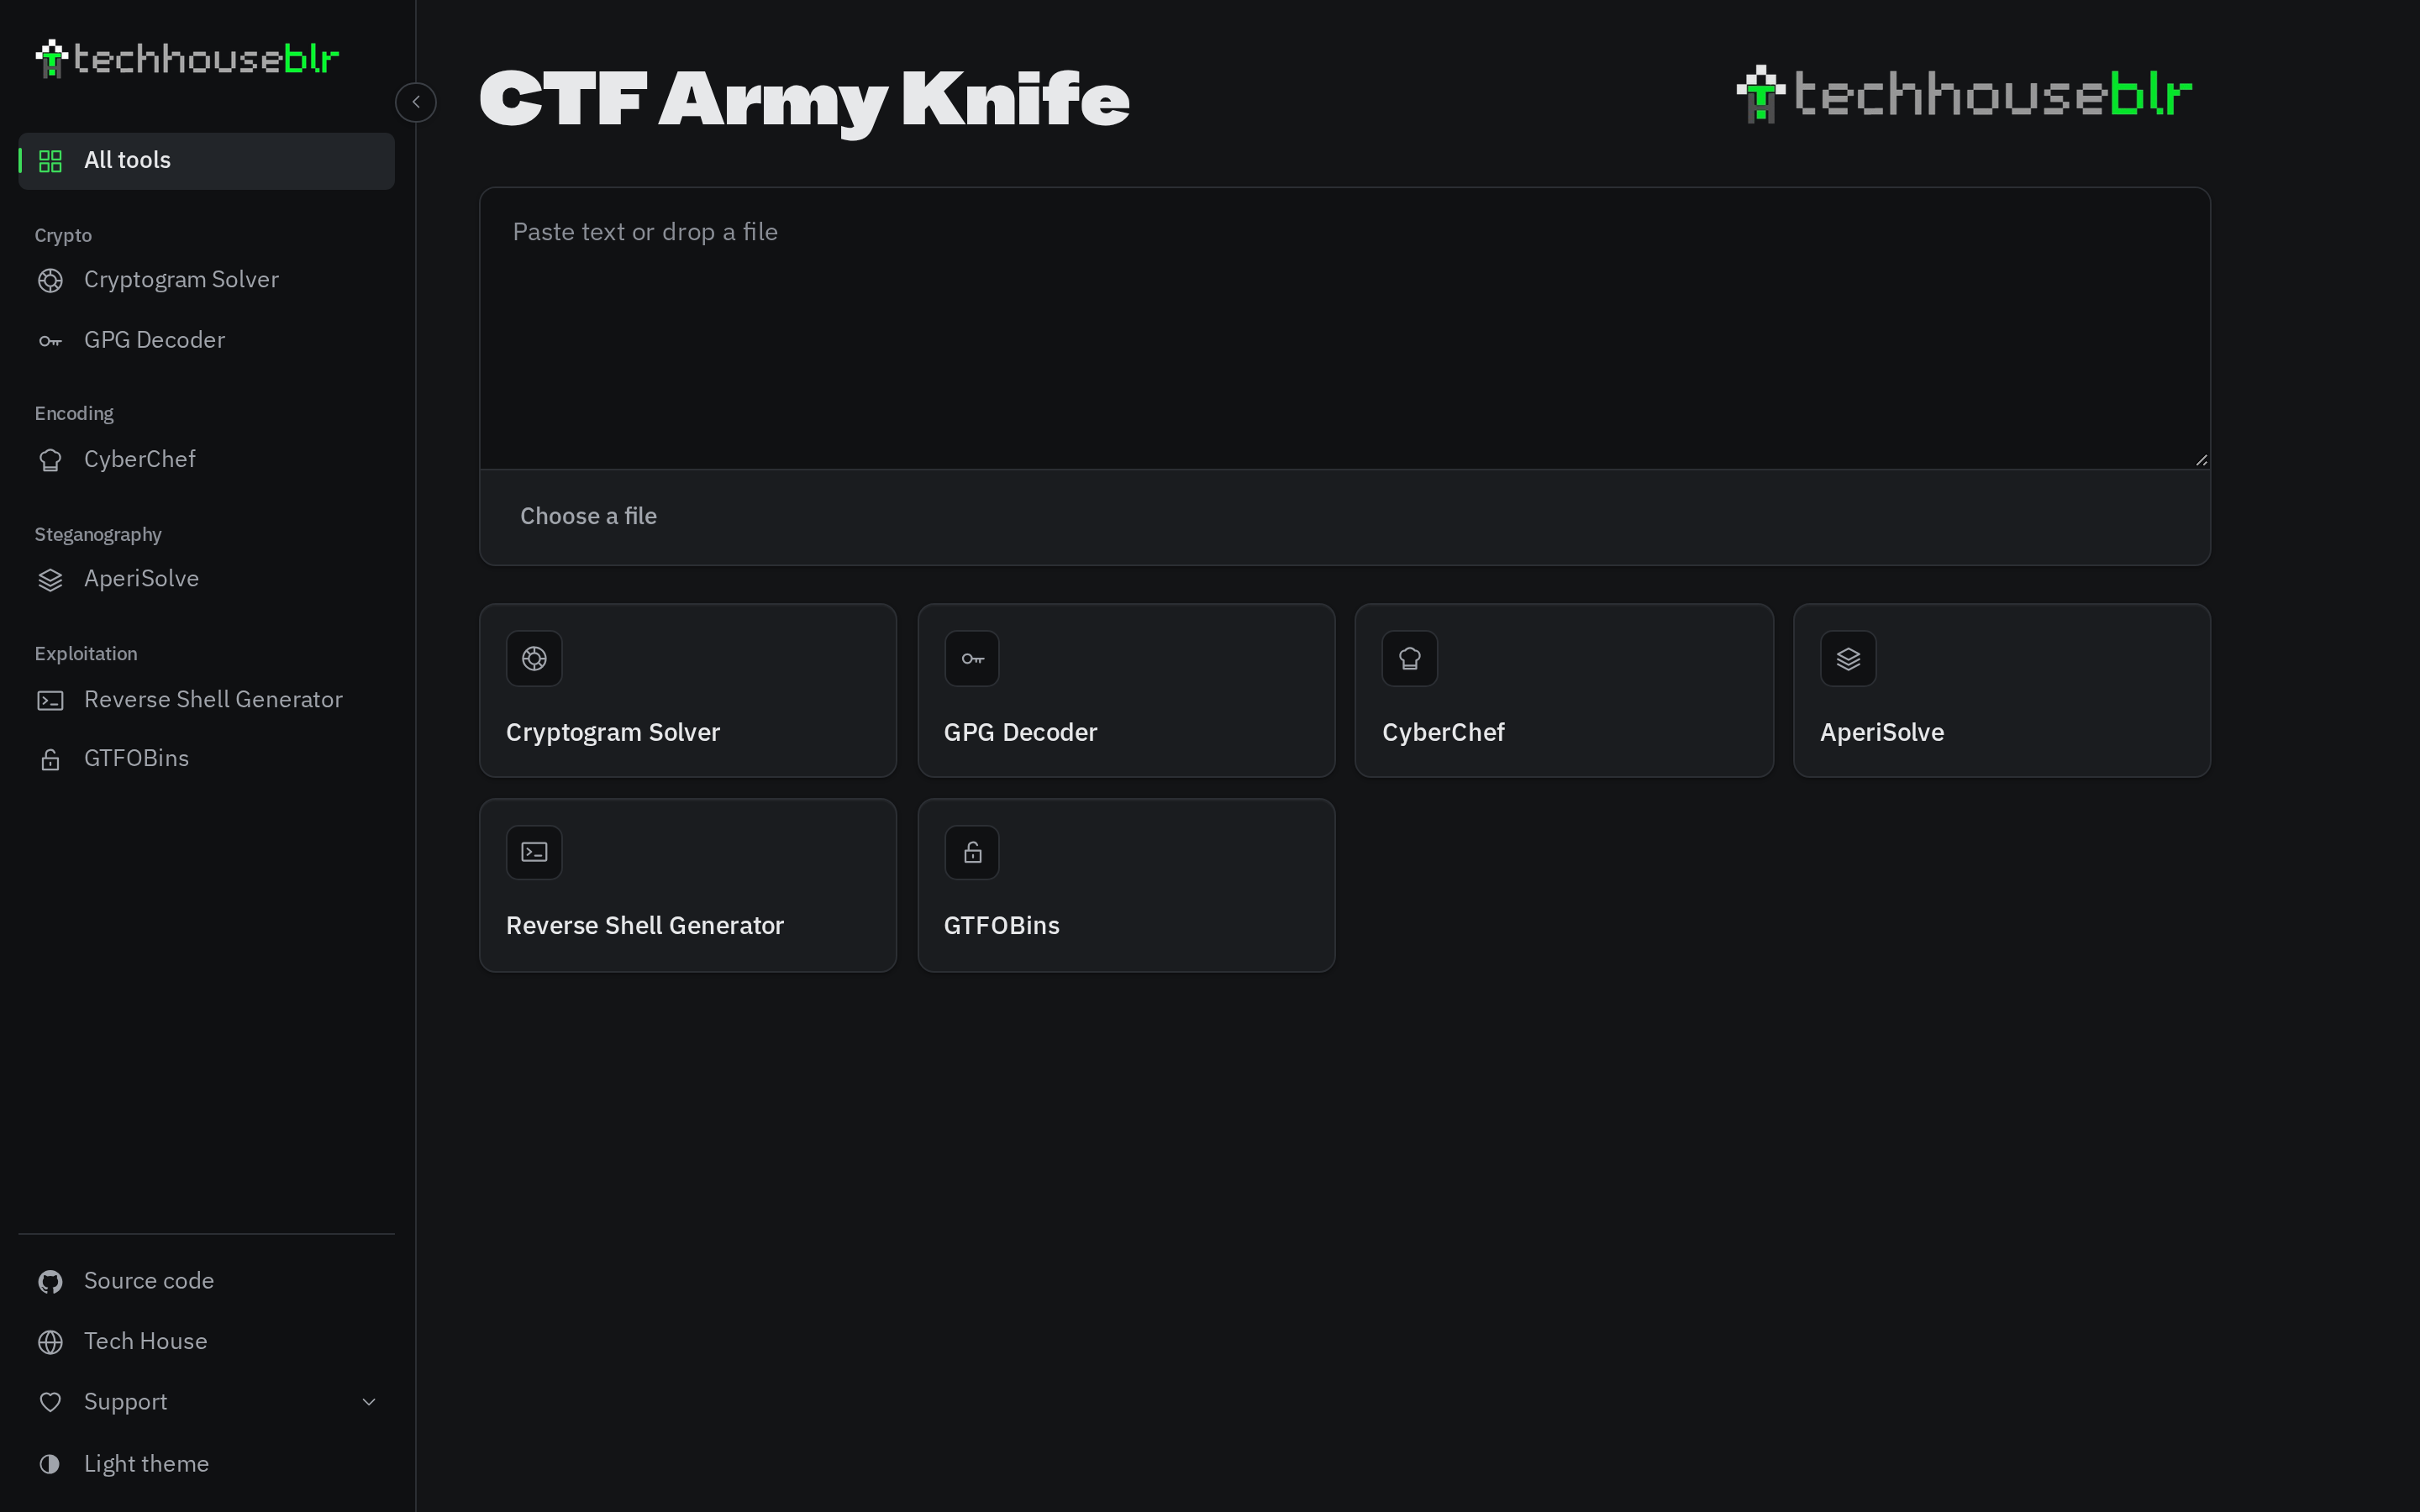 techhouseblr
All tools
Crypto
Cryptogram Solver
GPG Decoder
Encoding
CyberChef
Steganography
AperiSolve
Exploitation
Reverse Shell Generator
GTFOBins
Source code
Tech House
Support
Light theme
CTF Army Knife
techhouseblr
Paste text or drop a file
Choose a file
Cryptogram Solver
GPG Decoder
CyberChef
AperiSolve
Reverse Shell Generator
GTFOBins